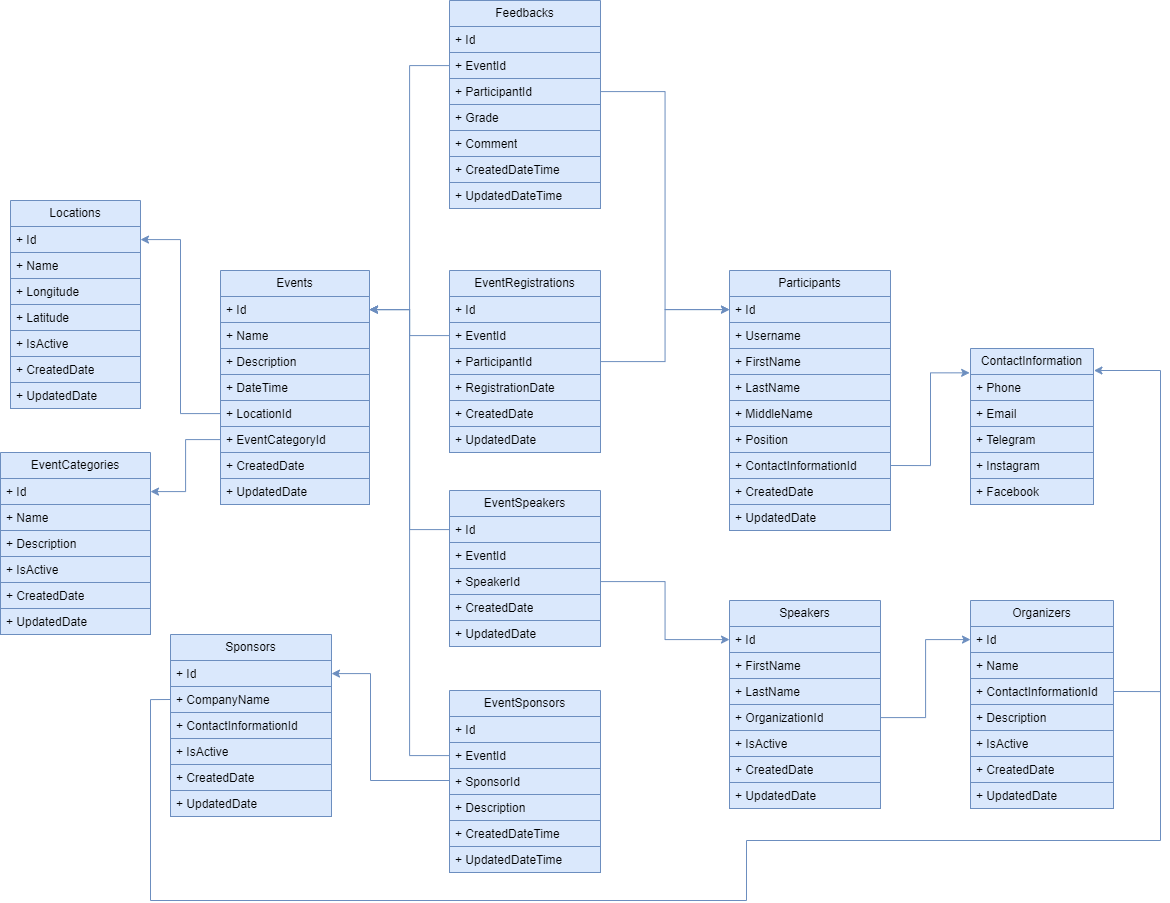 Feedbacks
+ Id
+ EventId
+ ParticipantId
+ Grade
+ Comment
+ CreatedDateTime
+ UpdatedDateTime
Locations
+ Id
+ Name
+ Longitude
+ Latitude
+ IsActive
+ CreatedDate
+ UpdatedDate
Events
+ Id
+ Name
+ Description
+ DateTime
+ LocationId
+ EventCategoryId
+ CreatedDate
+ UpdatedDate
EventRegistrations
+ Id
+ EventId
+ ParticipantId
+ RegistrationDate
+ CreatedDate
+ UpdatedDate
Participants
+ Id
+ Username
+ FirstName
+ LastName
+ MiddleName
+ Position
+ ContactInformationId
+ CreatedDate
+ UpdatedDate
ContactInformation
+ Phone
+ Email
+ Telegram
+ Instagram
+ Facebook
EventCategories
+ Id
+ Name
+ Description
+ IsActive
+ CreatedDate
+ UpdatedDate
EventSpeakers
+ Id
+ EventId
+ SpeakerId
+ CreatedDate
+ UpdatedDate
Speakers
+ Id
+ FirstName
+ LastName
+ OrganizationId
+ IsActive
+ CreatedDate
+ UpdatedDate
Organizers
+ Id
+ Name
+ ContactInformationId
+ Description
+ IsActive
+ CreatedDate
+ UpdatedDate
Sponsors
+ Id
+ CompanyName
+ ContactInformationId
+ IsActive
+ CreatedDate
+ UpdatedDate
EventSponsors
+ Id
+ EventId
+ SponsorId
+ Description
+ CreatedDateTime
+ UpdatedDateTime